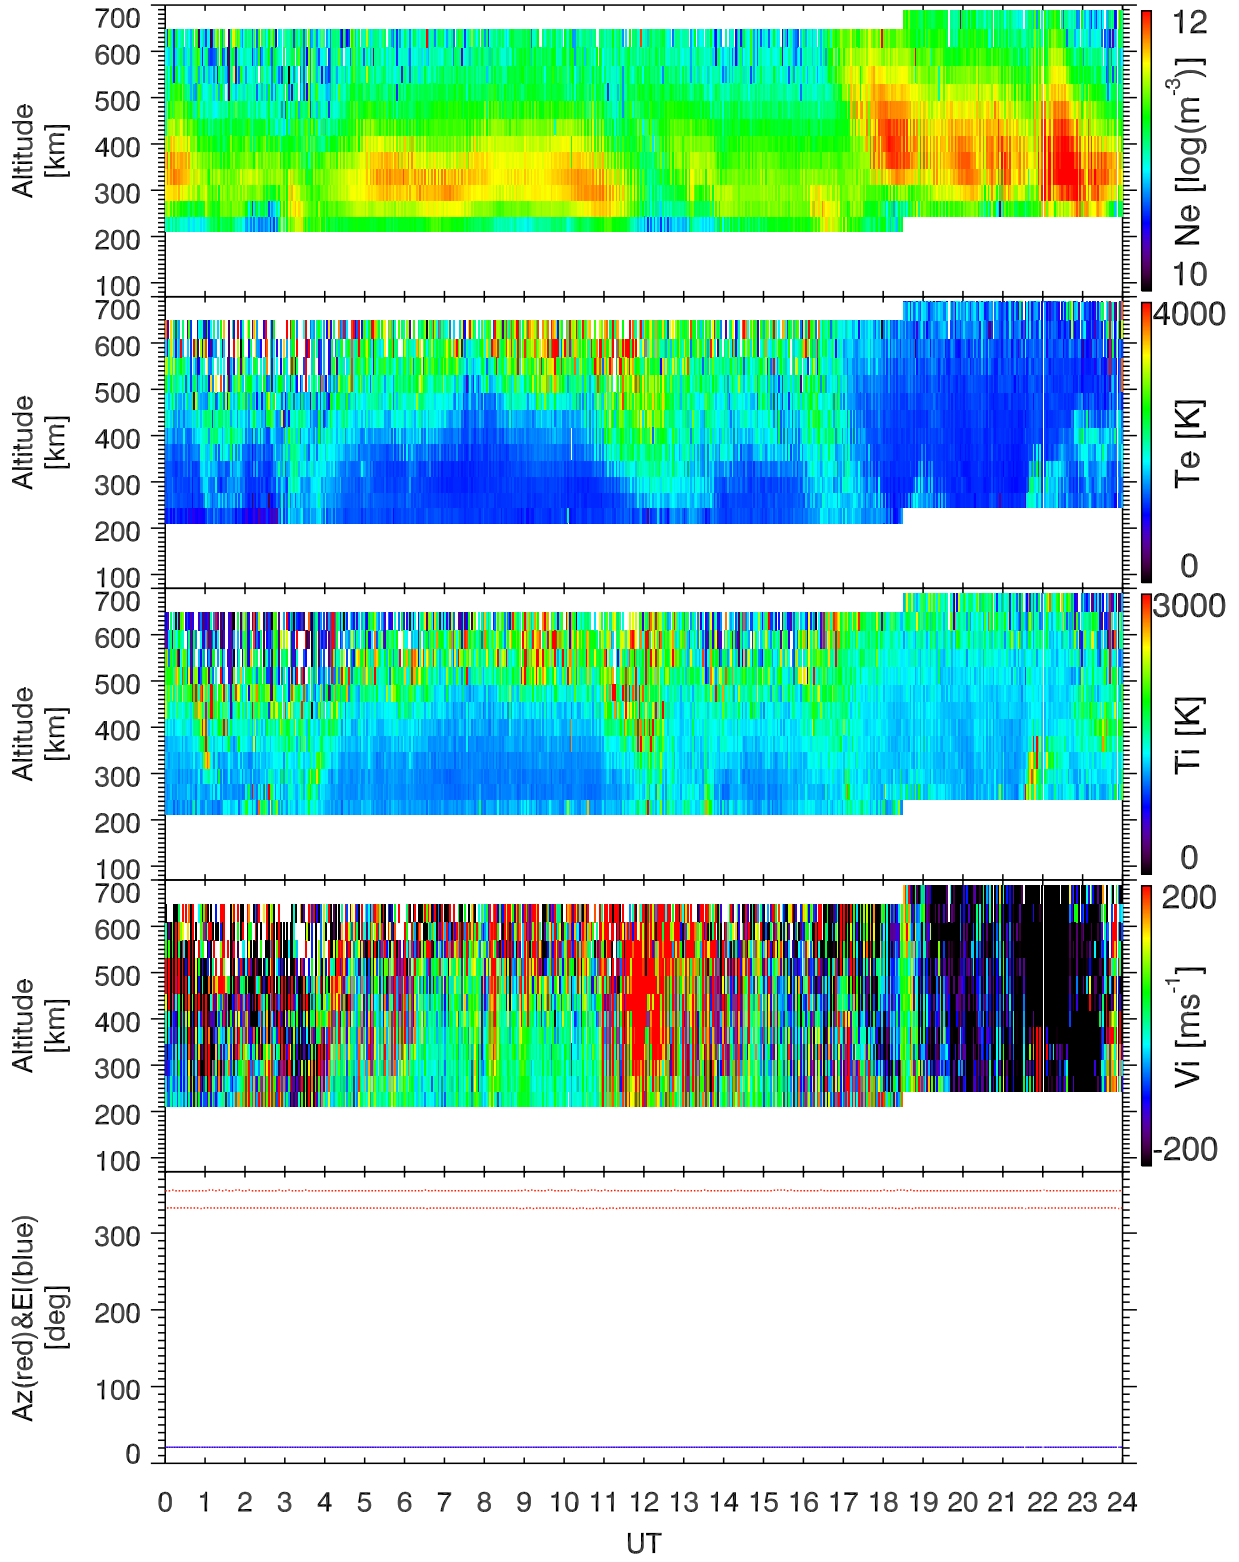 700
600
500
400
300
200
100
Altitude
[km]
12
Ne [log(m⁻³)]
10
700
600
500
400
300
200
100
Altitude
[km]
4000
Te [K]
0
700
600
500
400
300
200
100
Altitude
[km]
3000
Ti [K]
0
700
600
500
400
300
200
100
Altitude
[km]
200
Vi [ms⁻¹]
-200
300
200
100
0
Az(red)&El(blue)
[deg]
0 1 2 3 4 5 6 7 8 9 10 11 12 13 14 15 16 17 18 19 20 21 22 23 24
UT